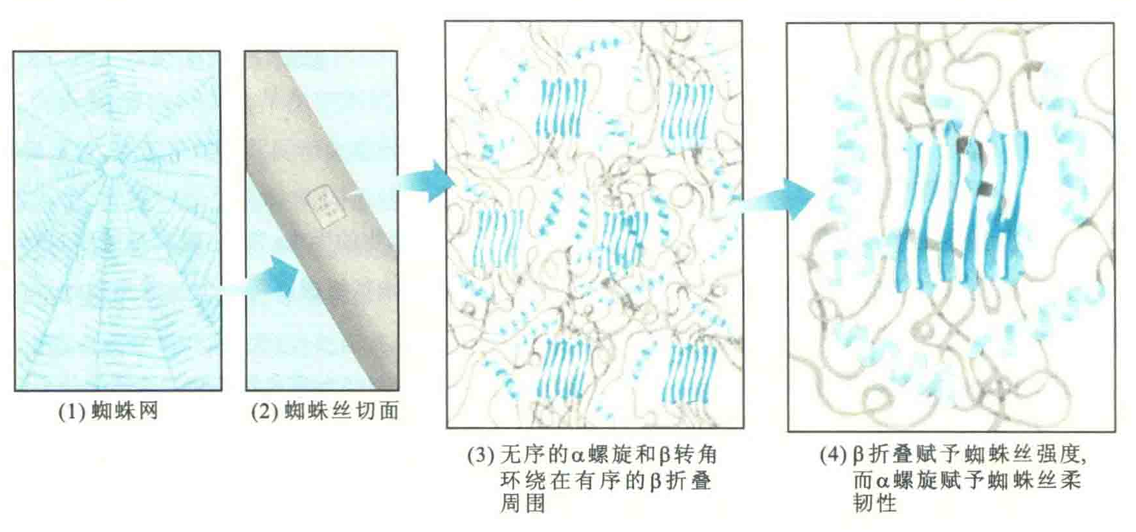 (1) 蜘蛛网
(2) 蜘蛛丝切面
(3) 无序的α螺旋和β转角
环绕在有序的β折叠
周围
(4) β折叠赋予蜘蛛丝强度,
而α螺旋赋予蜘蛛丝柔
韧性